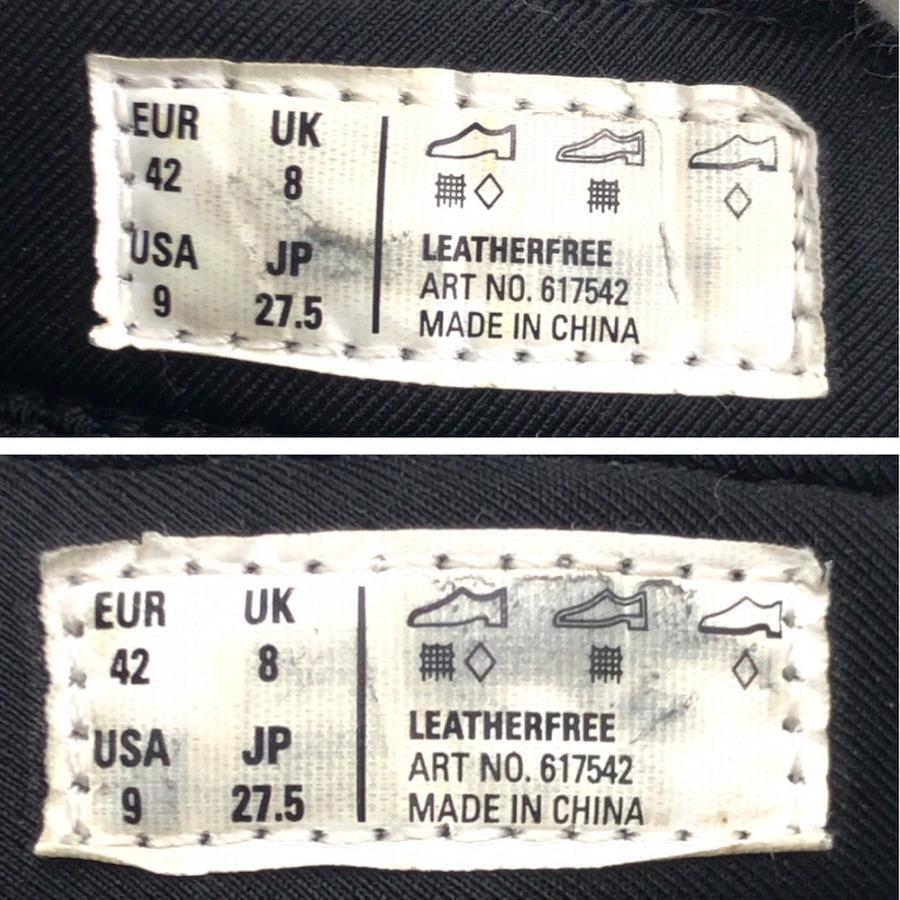 EUR UK
42 8
USA JP
9 27.5
LEATHERFREE
ART NO. 617542
MADE IN CHINA
EUR UK
42 8
USA JP
9 27.5
LEATHERFREE
ART NO. 617542
MADE IN CHINA